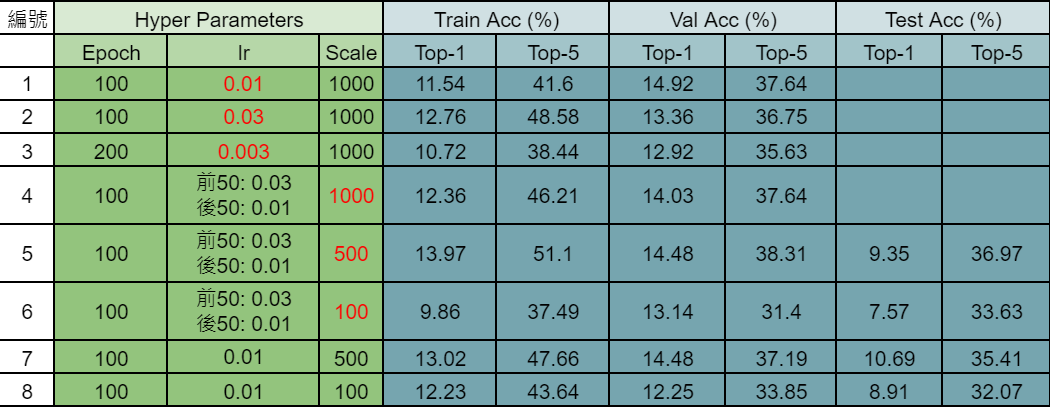 編號 Hyper Parameters Train Acc (%) Val Acc (%) Test Acc (%)
Epoch lr Scale Top-1 Top-5 Top-1 Top-5 Top-1 Top-5
1 100 0.01 1000 11.54 41.6 14.92 37.64
2 100 0.03 1000 12.76 48.58 13.36 36.75
3 200 0.003 1000 10.72 38.44 12.92 35.63
4 100 前50: 0.03 1000 12.36 46.21 14.03 37.64
後50: 0.01
5 100 前50: 0.03 500 13.97 51.1 14.48 38.31 9.35 36.97
後50: 0.01
6 100 前50: 0.03 100 9.86 37.49 13.14 31.4 7.57 33.63
後50: 0.01
7 100 0.01 500 13.02 47.66 14.48 37.19 10.69 35.41
8 100 0.01 100 12.23 43.64 12.25 33.85 8.91 32.07